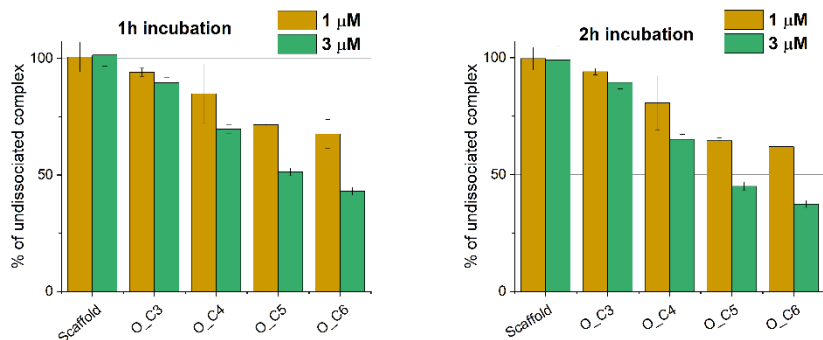 1h incubation
1 μM
3 μM
% of undissociated complex
100
50
0
Scaffold
O_C3
O_C4
O_C5
O_C6
2h incubation
1 μM
3 μM
% of undissociated complex
100
50
0
Scaffold
O_C3
O_C4
O_C5
O_C6